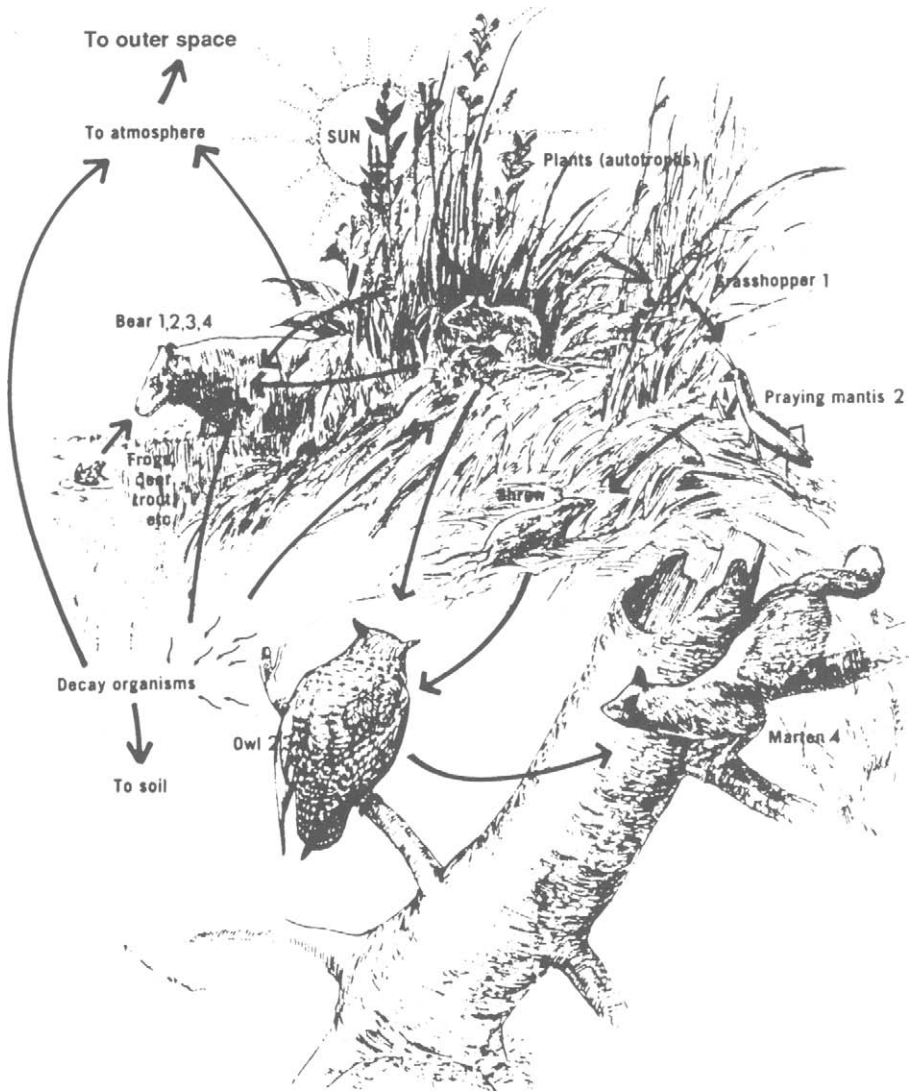 To outer space
To atmosphere
SUN
Plants (autotrophs)
Grasshopper 1
Bear 1,2,3,4
Praying mantis 2
Frogs,
deer
trout,
etc
Shrew 3
Decay organisms
Owl 2
Marten 4
To soil